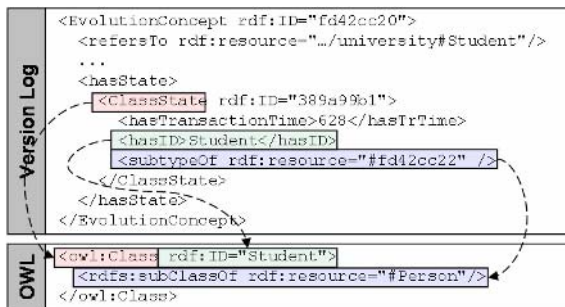 Version Log
<EvolutionConcept rdf:ID="fd42cc20">
<refersTo rdf:resource="…/university#Student"/>
...
<hasState>
<ClassState rdf:ID="389a99b1">
<hasTransactionTime>628</hasTrTime>
<hasID>Student</hasID>
<subtypeOf rdf:resource="#fd42cc22" />
</ClassState>
</hasState>
</EvolutionConcept>
OWL
<owl:Class rdf:ID="Student">
<rdfs:subClassOf rdf:resource="#Person"/>
</owl:Class>